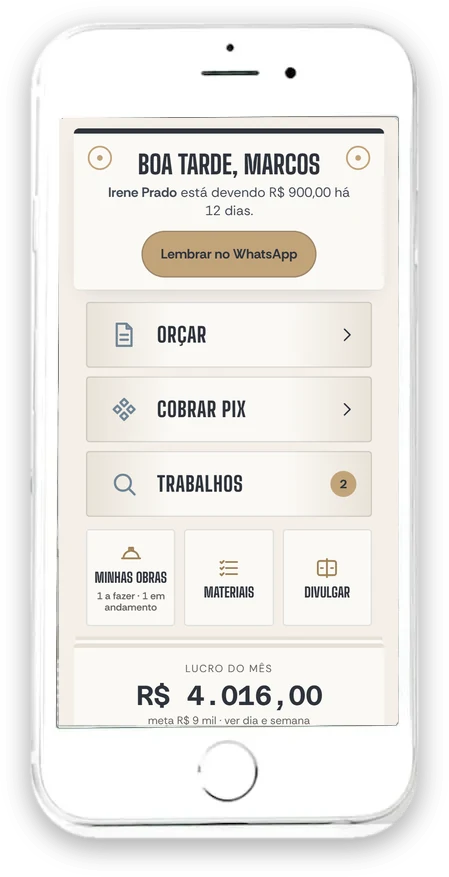 BOA TARDE, MARCOS
Irene Prado está devendo R$ 900,00 há
12 dias.
Lembrar no WhatsApp
ORÇAR
COBRAR PIX
TRABALHOS
2
MINHAS OBRAS
1 a fazer · 1 em
andamento
MATERIAIS
DIVULGAR
LUCRO DO MÊS
R$ 4.016,00
meta R$ 9 mil · ver dia e semana